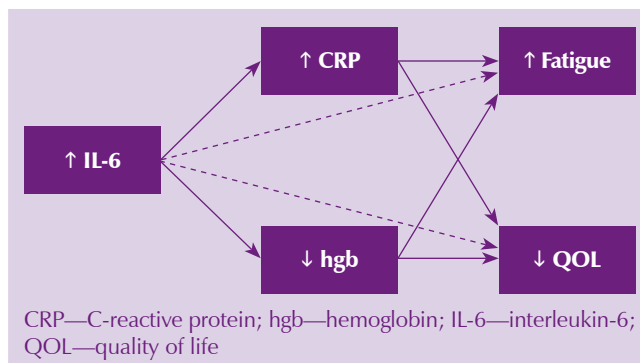 ↑ CRP
↑ Fatigue
↑ IL-6
↓ hgb
↓ QOL
CRP—C-reactive protein; hgb—hemoglobin; IL-6—interleukin-6;
QOL—quality of life